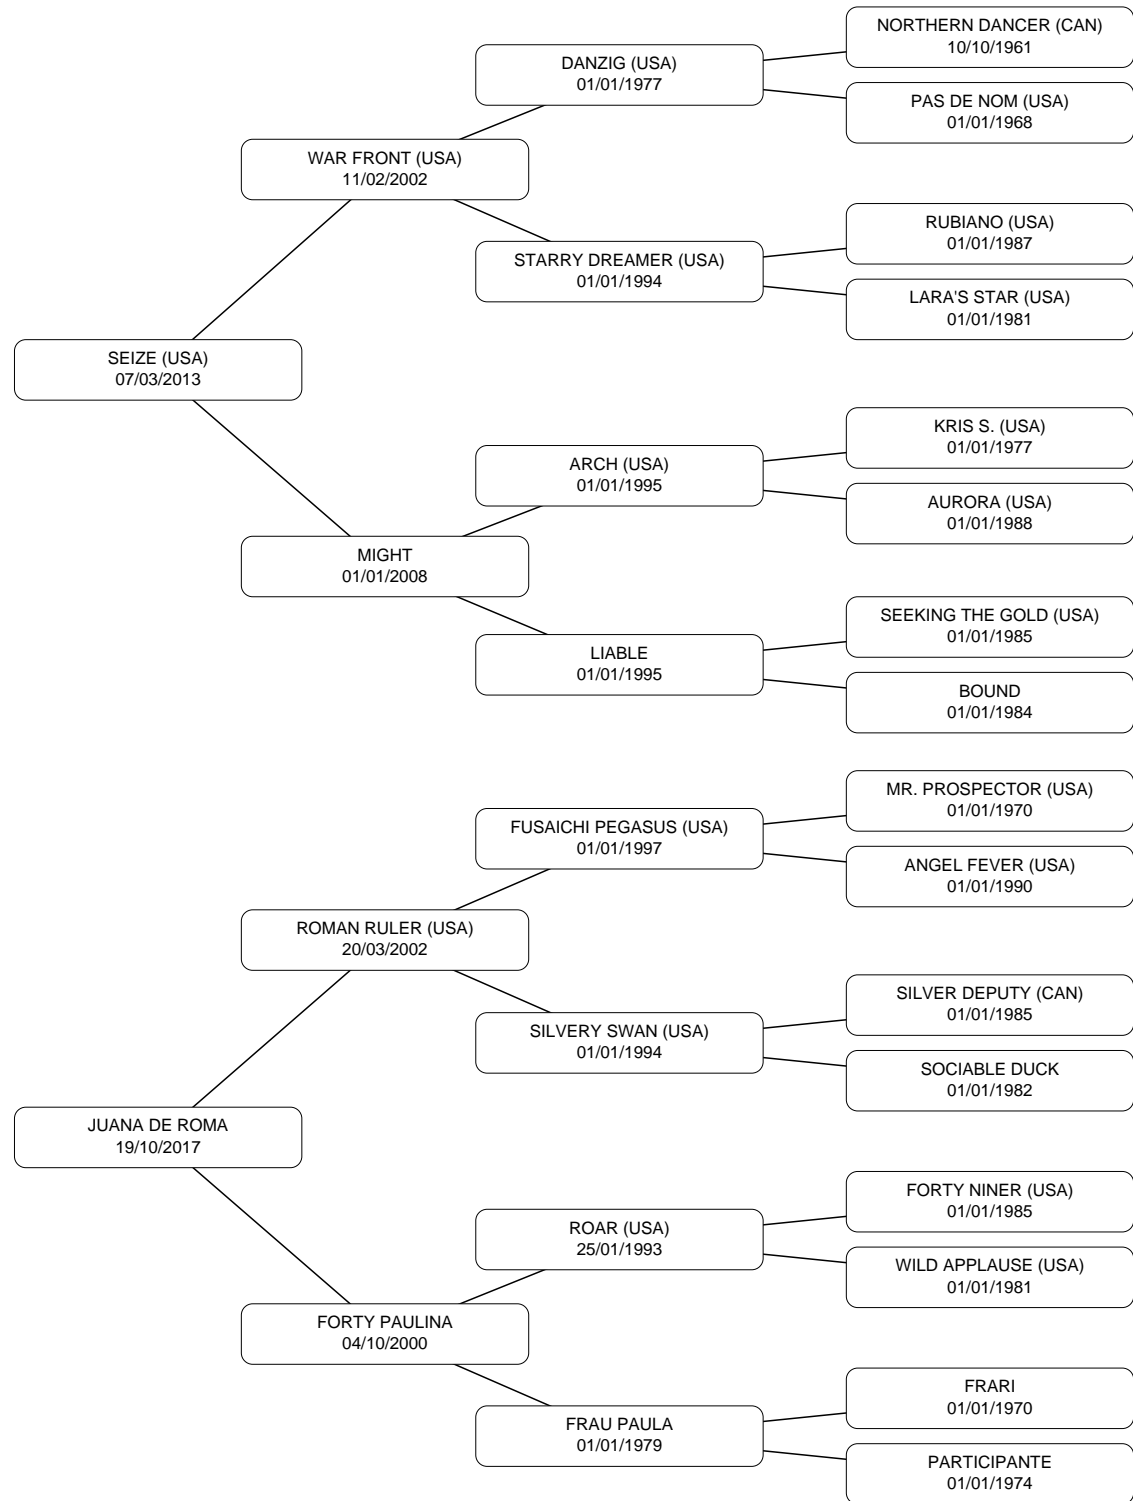 NORTHERN DANCER (CAN)
10/10/1961
DANZIG (USA)
01/01/1977
PAS DE NOM (USA)
01/01/1968
WAR FRONT (USA)
11/02/2002
RUBIANO (USA)
01/01/1987
STARRY DREAMER (USA)
01/01/1994
LARA'S STAR (USA)
01/01/1981
SEIZE (USA)
07/03/2013
KRIS S. (USA)
01/01/1977
ARCH (USA)
01/01/1995
AURORA (USA)
01/01/1988
MIGHT
01/01/2008
SEEKING THE GOLD (USA)
01/01/1985
LIABLE
01/01/1995
BOUND
01/01/1984
MR. PROSPECTOR (USA)
01/01/1970
FUSAICHI PEGASUS (USA)
01/01/1997
ANGEL FEVER (USA)
01/01/1990
ROMAN RULER (USA)
20/03/2002
SILVER DEPUTY (CAN)
01/01/1985
SILVERY SWAN (USA)
01/01/1994
SOCIABLE DUCK
01/01/1982
JUANA DE ROMA
19/10/2017
FORTY NINER (USA)
01/01/1985
ROAR (USA)
25/01/1993
WILD APPLAUSE (USA)
01/01/1981
FORTY PAULINA
04/10/2000
FRARI
01/01/1970
FRAU PAULA
01/01/1979
PARTICIPANTE
01/01/1974